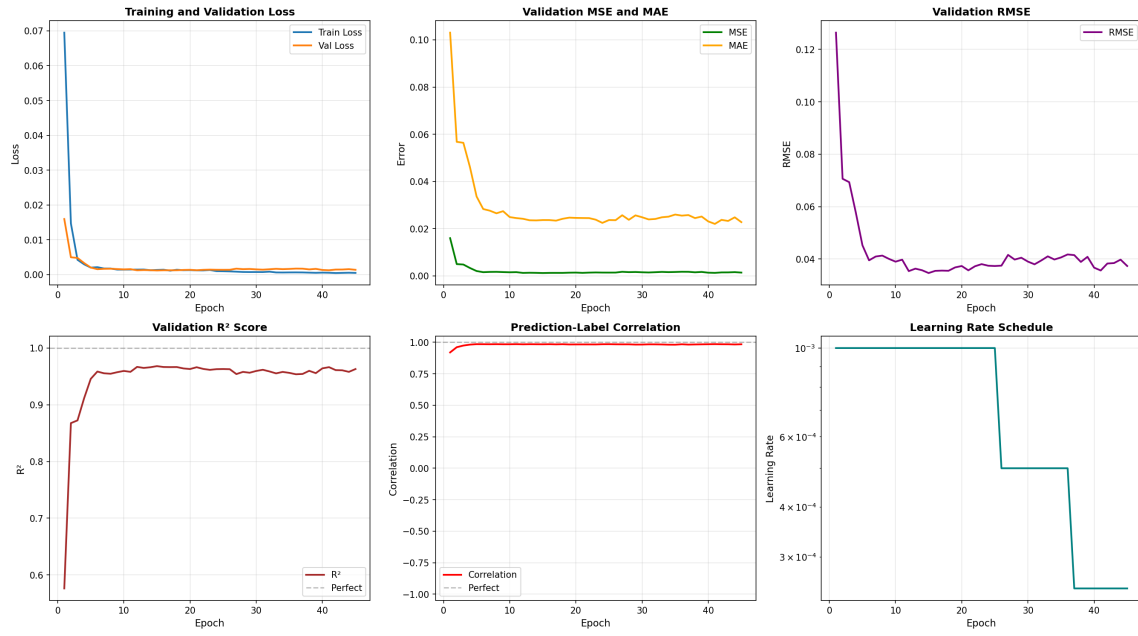 Training and Validation Loss
Train Loss
Val Loss
0.07
0.06
0.05
0.04
0.03
0.02
0.01
0.00
Loss
0
10
20
30
40
Epoch
Validation MSE and MAE
MSE
MAE
0.10
0.08
0.06
0.04
0.02
0.00
Error
0
10
20
30
40
Epoch
Validation RMSE
RMSE
0.12
0.10
0.08
0.06
0.04
RMSE
0
10
20
30
40
Epoch
Validation R² Score
1.0
0.9
0.8
0.7
0.6
R²
R²
Perfect
0
10
20
30
40
Epoch
Prediction-Label Correlation
1.00
0.75
0.50
0.25
0.00
−0.25
−0.50
−0.75
−1.00
Correlation
Correlation
Perfect
0
10
20
30
40
Epoch
Learning Rate Schedule
10⁻³
6 × 10⁻⁴
4 × 10⁻⁴
3 × 10⁻⁴
Learning Rate
0
10
20
30
40
Epoch